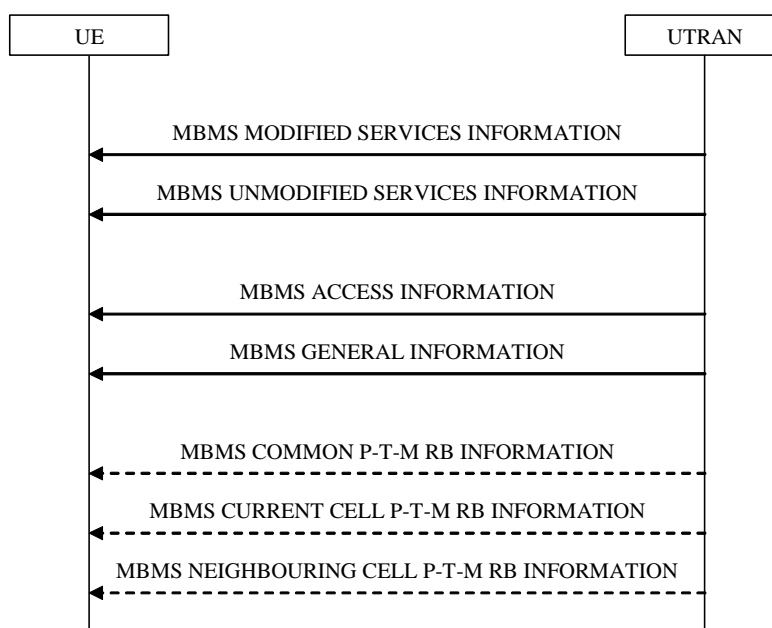 UE
UTRAN
MBMS MODIFIED SERVICES INFORMATION
MBMS UNMODIFIED SERVICES INFORMATION
MBMS ACCESS INFORMATION
MBMS GENERAL INFORMATION
MBMS COMMON P-T-M RB INFORMATION
MBMS CURRENT CELL P-T-M RB INFORMATION
MBMS NEIGHBOURING CELL P-T-M RB INFORMATION